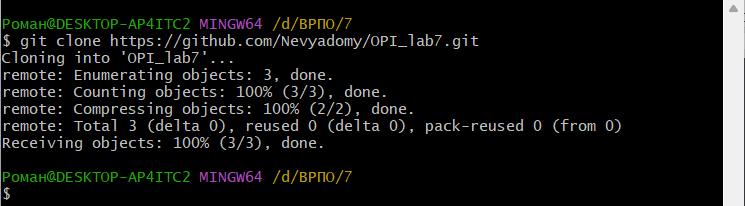 Роман@DESKTOP-AP4ITC2 MINGW64 /d/ВРПО/7
$ git clone https://github.com/Nevyadomy/OPI_lab7.git
Cloning into 'OPI_lab7'...
remote: Enumerating objects: 3, done.
remote: Counting objects: 100% (3/3), done.
remote: Compressing objects: 100% (2/2), done.
remote: Total 3 (delta 0), reused 0 (delta 0), pack-reused 0 (from 0)
Receiving objects: 100% (3/3), done.
Роман@DESKTOP-AP4ITC2 MINGW64 /d/ВРПО/7
$